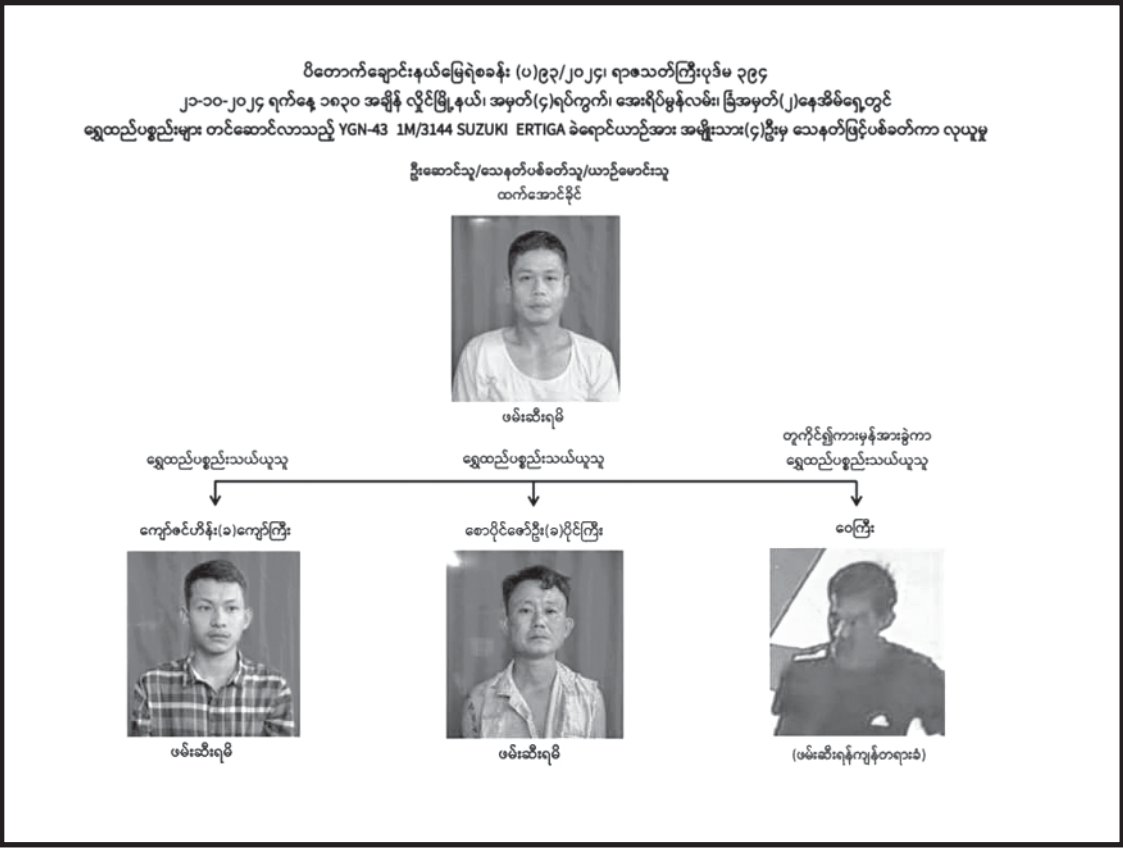 ပိတောက်ချောင်းနယ်မြေရဲစခန်း (ပ)၉၃/၂၀၂၄၊ ရာဇသတ်ကြီးပုဒ်မ ၃၉၄
၂၁-၁၀-၂၀၂၄ ရက်နေ့ ၁၈၃၀ အချိန် လှိုင်မြို့နယ်၊ အမှတ်(၄)ရပ်ကွက်၊ အေးရိပ်မွန်လမ်း၊ ခြံအမှတ်(၂)နေအိမ်ရှေ့တွင်
ရွှေထည်ပစ္စည်းများ တင်ဆောင်လာသည့် YGN-43 1M/3144 SUZUKI ERTIGA ခဲရောင်ယာဉ်အား အမျိုးသား(၄)ဦးမှ သေနတ်ဖြင့်ပစ်ခတ်ကာ လုယူမှု
ဦးဆောင်သူ/သေနတ်ပစ်ခတ်သူ/ယာဉ်မောင်းသူ
ထက်အောင်ခိုင်
ဖမ်းဆီးရမိ
ရွှေထည်ပစ္စည်းသယ်ယူသူ
ရွှေထည်ပစ္စည်းသယ်ယူသူ
တူကိုင်၍ကားမှန်အားခွဲကာ
ရွှေထည်ပစ္စည်းသယ်ယူသူ
ကျော်ဇင်ဟိန်း(ခ)ကျော်ကြီး
စောပိုင်ဇော်ဦး(ခ)ပိုင်ကြီး
ဝေကြီး
ဖမ်းဆီးရမိ
ဖမ်းဆီးရမိ
(ဖမ်းဆီးရန်ကျန်တရားခံ)